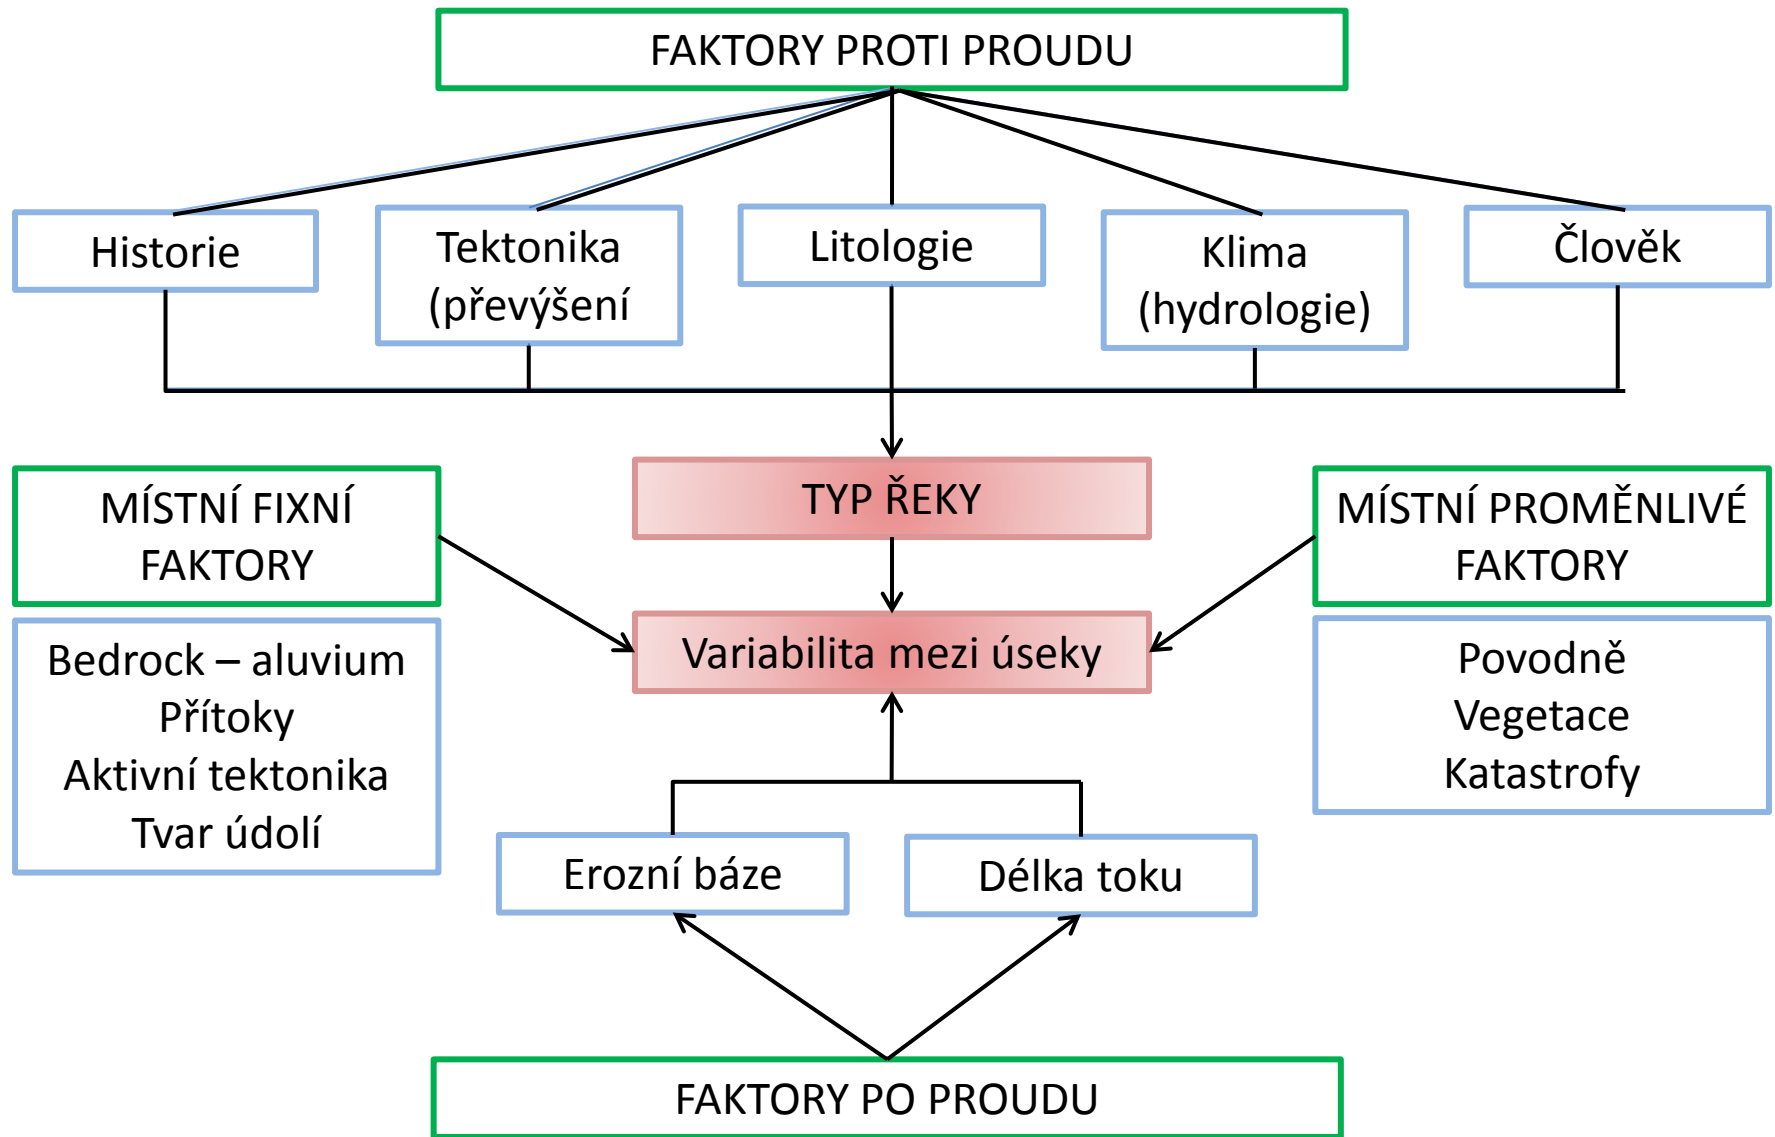 FAKTORY PROTI PROUDU
Historie
Tektonika
(převýšení
Litologie
Klima
(hydrologie)
Člověk
MÍSTNÍ FIXNÍ
FAKTORY
TYP ŘEKY
MÍSTNÍ PROMĚNLIVÉ
FAKTORY
Bedrock – aluvium
Přítoky
Aktivní tektonika
Tvar údolí
Variabilita mezi úseky
Povodně
Vegetace
Katastrofy
Erozní báze
Délka toku
FAKTORY PO PROUDU